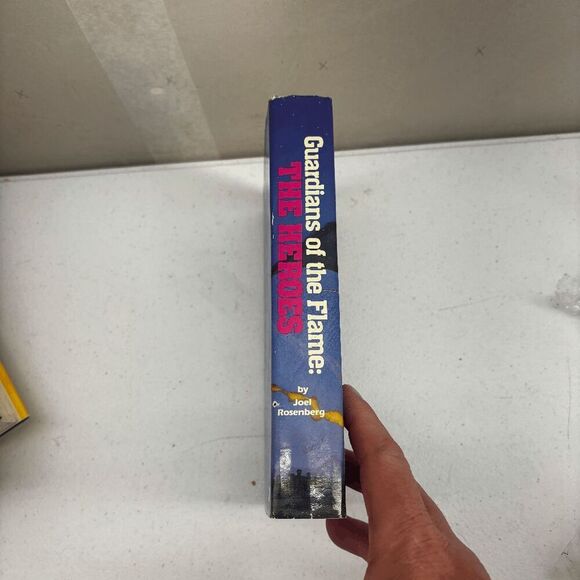 Guardians of the Flame:
THE HEROES
by
Joel
Rosenberg